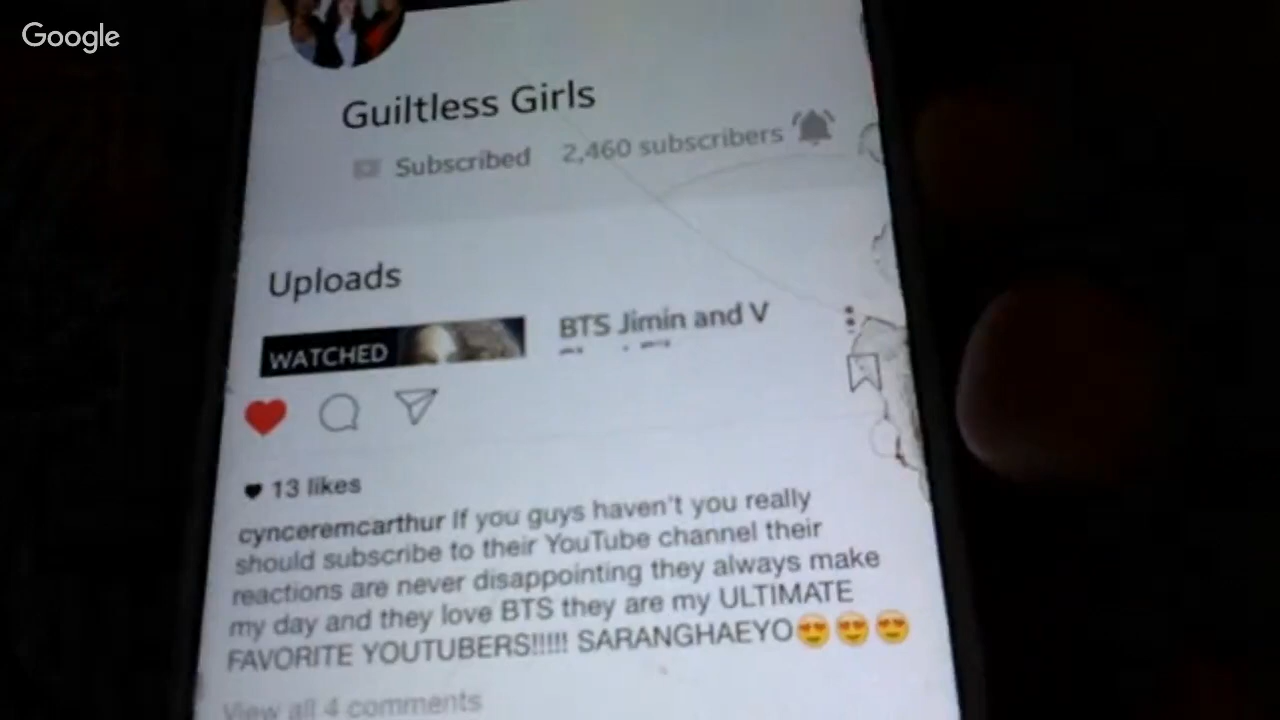 Google
Guiltless Girls
Subscribed 2,460 subscribers
Uploads
WATCHED BTS Jimin and V
13 likes
cynceremcarthur If you guys haven't you really
should subscribe to their YouTube channel their
reactions are never disappointing they always make
my day and they love BTS they are my ULTIMATE
FAVORITE YOUTUBERS!!!!! SARANGHAEYO😍😍😍
View all 4 comments